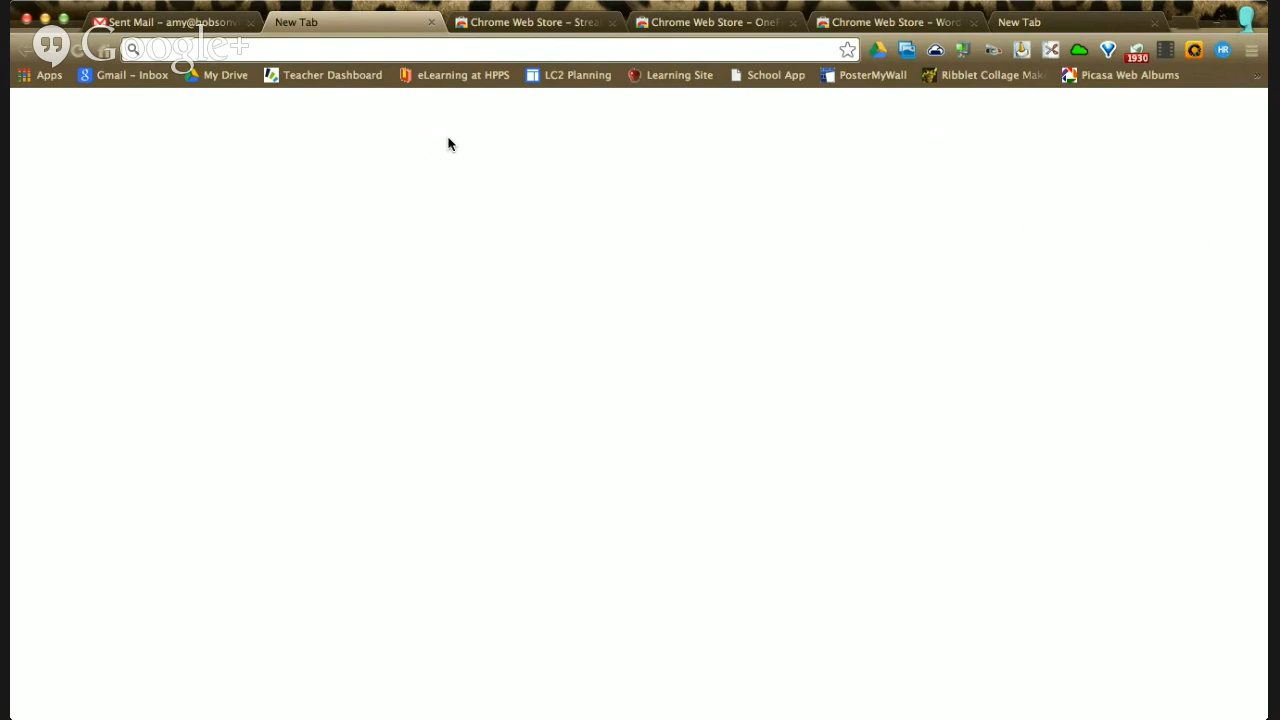 Sent Mail – amy@hobsonv
New Tab
Chrome Web Store – Strea
Chrome Web Store – OneP
Chrome Web Store – Word
New Tab
Google+
1930
HR
Apps
Gmail – Inbox
My Drive
Teacher Dashboard
eLearning at HPPS
LC2 Planning
Learning Site
School App
PosterMyWall
Ribblet Collage Mak
Picasa Web Albums
»